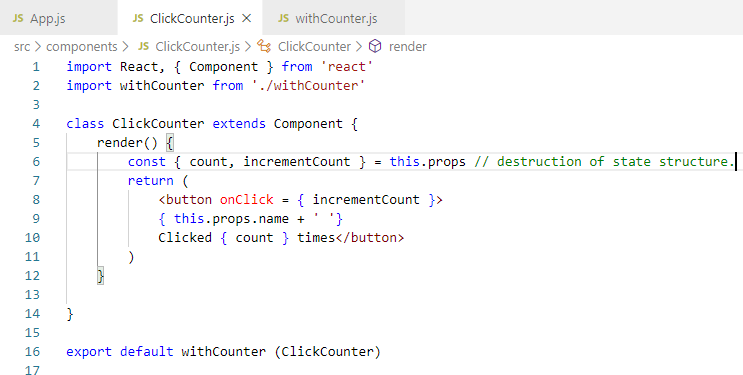 JS App.js JS ClickCounter.js × JS withCounter.js
src > components > JS ClickCounter.js > ClickCounter > render
1 import React, { Component } from 'react'
2 import withCounter from './withCounter'
3
4 class ClickCounter extends Component {
5 render() {
6 const { count, incrementCount } = this.props // destruction of state structure.
7 return (
8 <button onClick = { incrementCount }>
9 { this.props.name + ' '}
10 Clicked { count } times</button>
11 )
12 }
13
14 }
15
16 export default withCounter (ClickCounter)
17